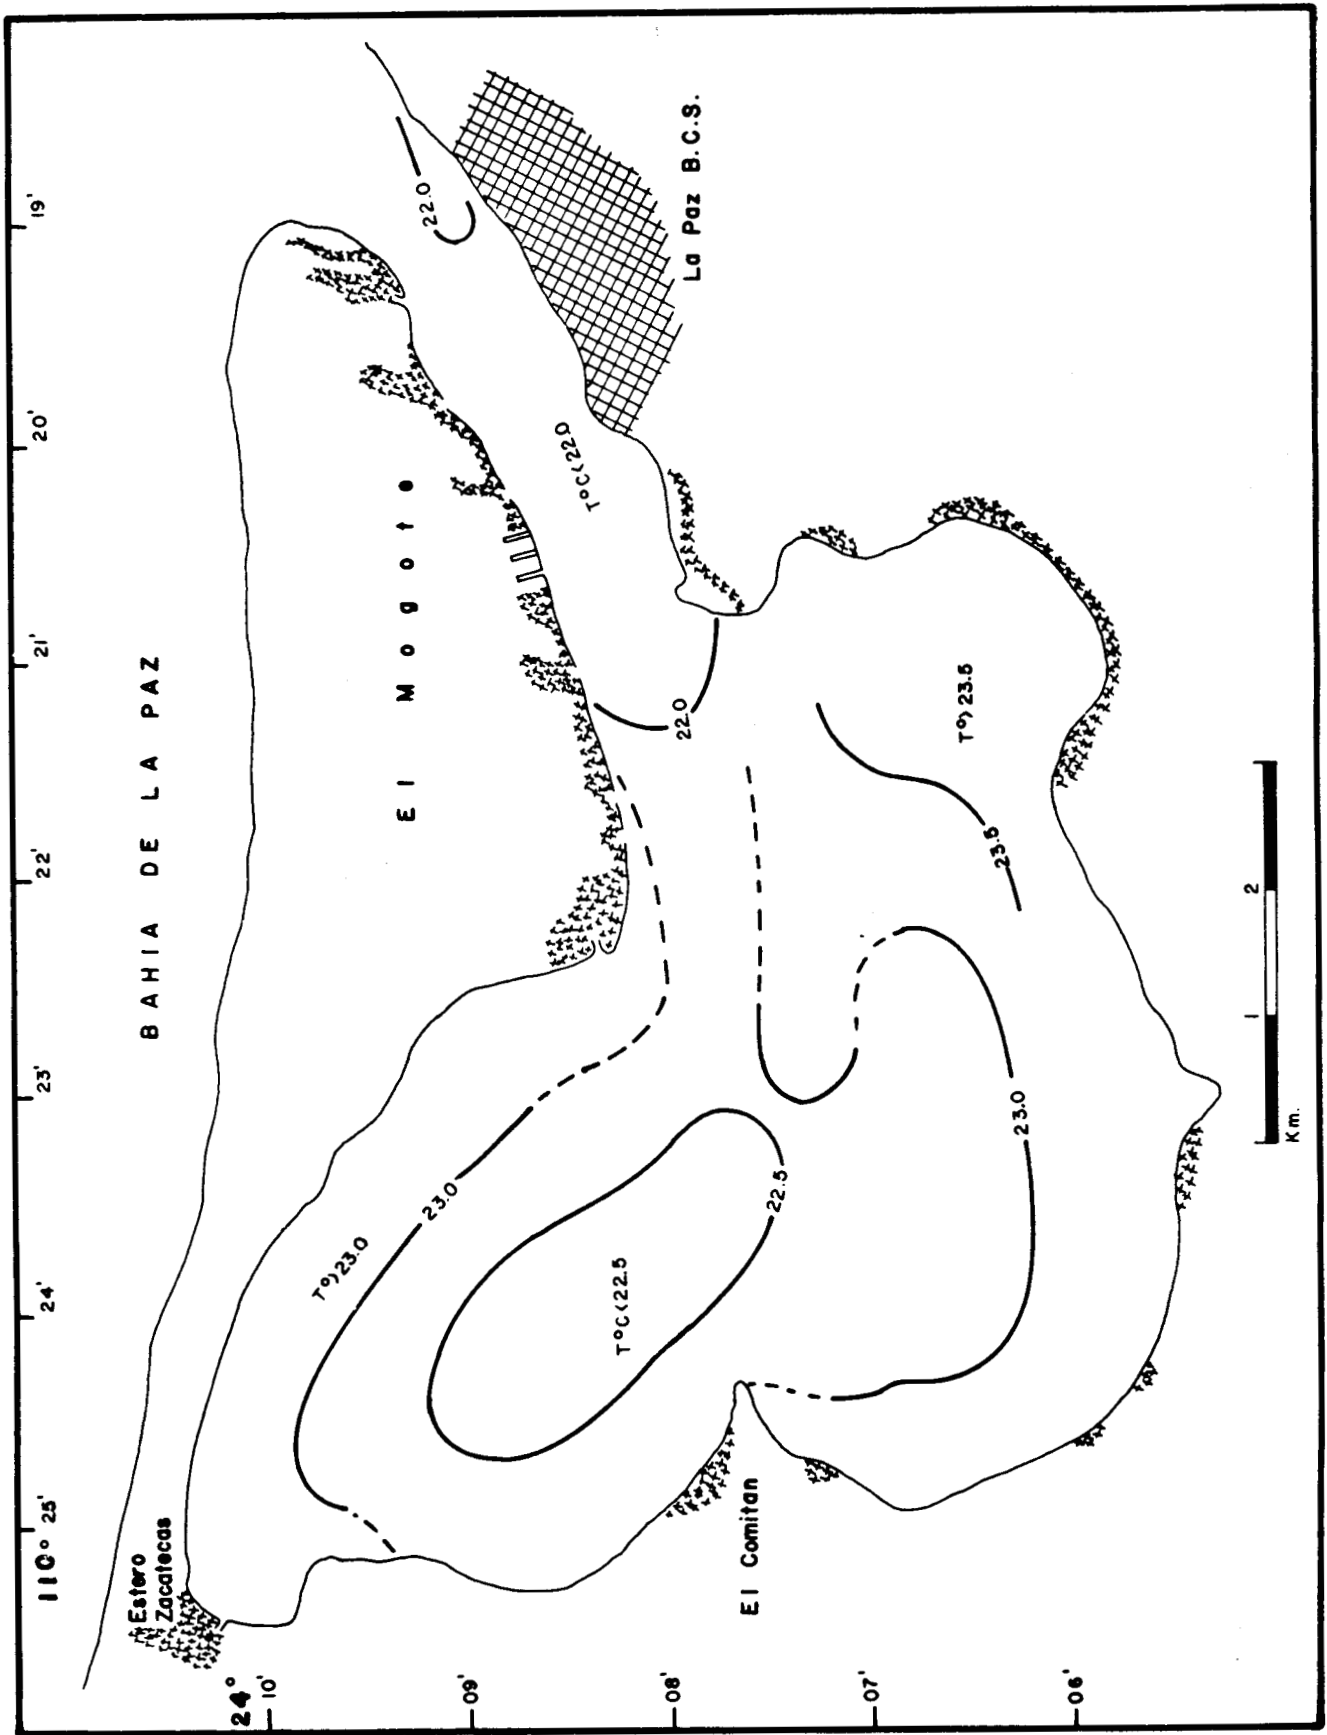 110° 25'
24'
23'
22'
21'
20'
19'
24°
10'
09'
08'
07'
06'
BAHIA DE LA PAZ
Estero
Zacatecas
El Mogote
La Paz B.C.S.
El Comitan
22.0
T°C<22.0
22.0
T°>23.0
23.0
T°C<22.5
22.5
23.0
23.5
T°>23.5
1
2
Km.